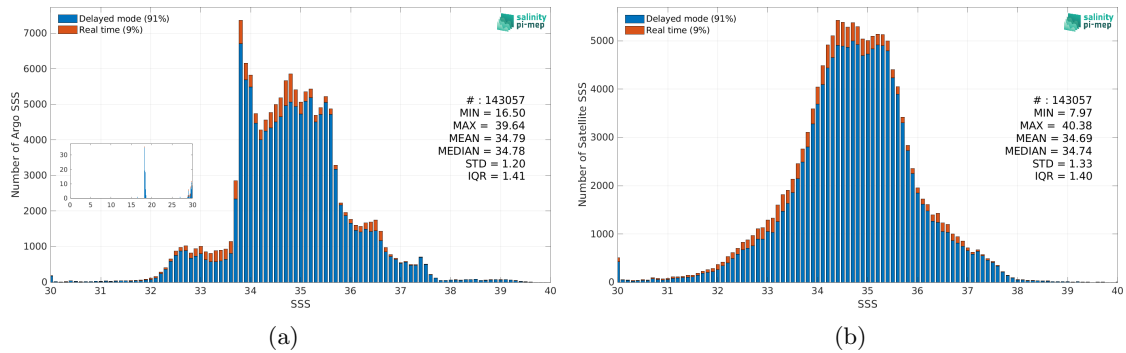 Delayed mode (91%)
Real time (9%)
salinity
pi-mep
7000
6000
5000
4000
3000
2000
1000
0
Number of Argo SSS
# : 143057
MIN = 16.50
MAX = 39.64
MEAN = 34.79
MEDIAN = 34.78
STD = 1.20
IQR = 1.41
30
20
10
0
0 5 10 15 20 25 30
30 31 32 33 34 35 36 37 38 39 40
SSS
(a)
Delayed mode (91%)
Real time (9%)
salinity
pi-mep
5000
4000
3000
2000
1000
0
Number of Satellite SSS
# : 143057
MIN = 7.97
MAX = 40.38
MEAN = 34.69
MEDIAN = 34.74
STD = 1.33
IQR = 1.40
30 31 32 33 34 35 36 37 38 39 40
SSS
(b)